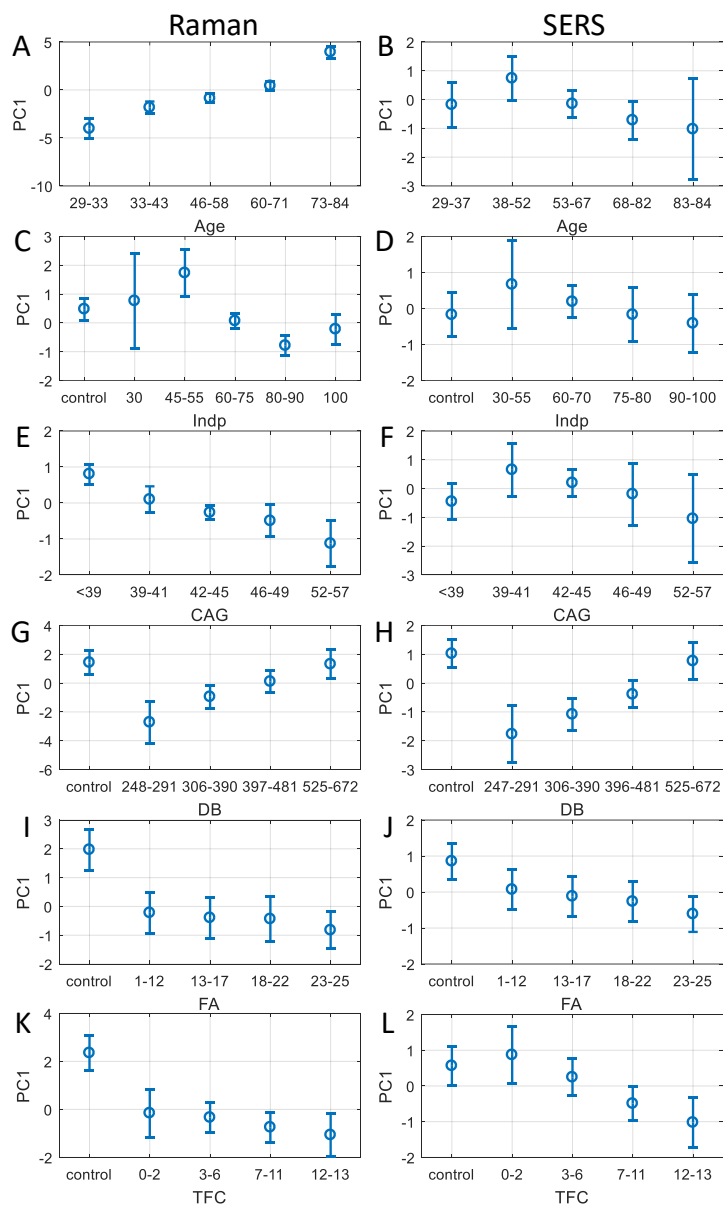 Raman SERS
A B
5 2
0 1
-5 0
-10 -1
-2
-3
PC1 PC1
29-33 33-43 46-58 60-71 73-84 29-37 38-52 53-67 68-82 83-84
Age Age
C D
3 2
2 1
1 0
0 -1
-1 -2
-2
PC1 PC1
control 30 45-55 60-75 80-90 100 control 30-55 60-70 75-80 90-100
Indp Indp
E F
2 2
1 1
0 0
-1 -1
-2 -2
-3
PC1 PC1
<39 39-41 42-45 46-49 52-57 <39 39-41 42-45 46-49 52-57
CAG CAG
G H
4 2
2 1
0 0
-2 -1
-4 -2
-6 -3
PC1 PC1
control 248-291 306-390 397-481 525-672 control 247-291 306-390 396-481 525-672
DB DB
I J
3 2
2 1
1 0
0 -1
-1 -2
-2
PC1 PC1
control 1-12 13-17 18-22 23-25 control 1-12 13-17 18-22 23-25
FA FA
K L
4 2
2 1
0 0
-2 -1
-2
PC1 PC1
control 0-2 3-6 7-11 12-13 control 0-2 3-6 7-11 12-13
TFC TFC